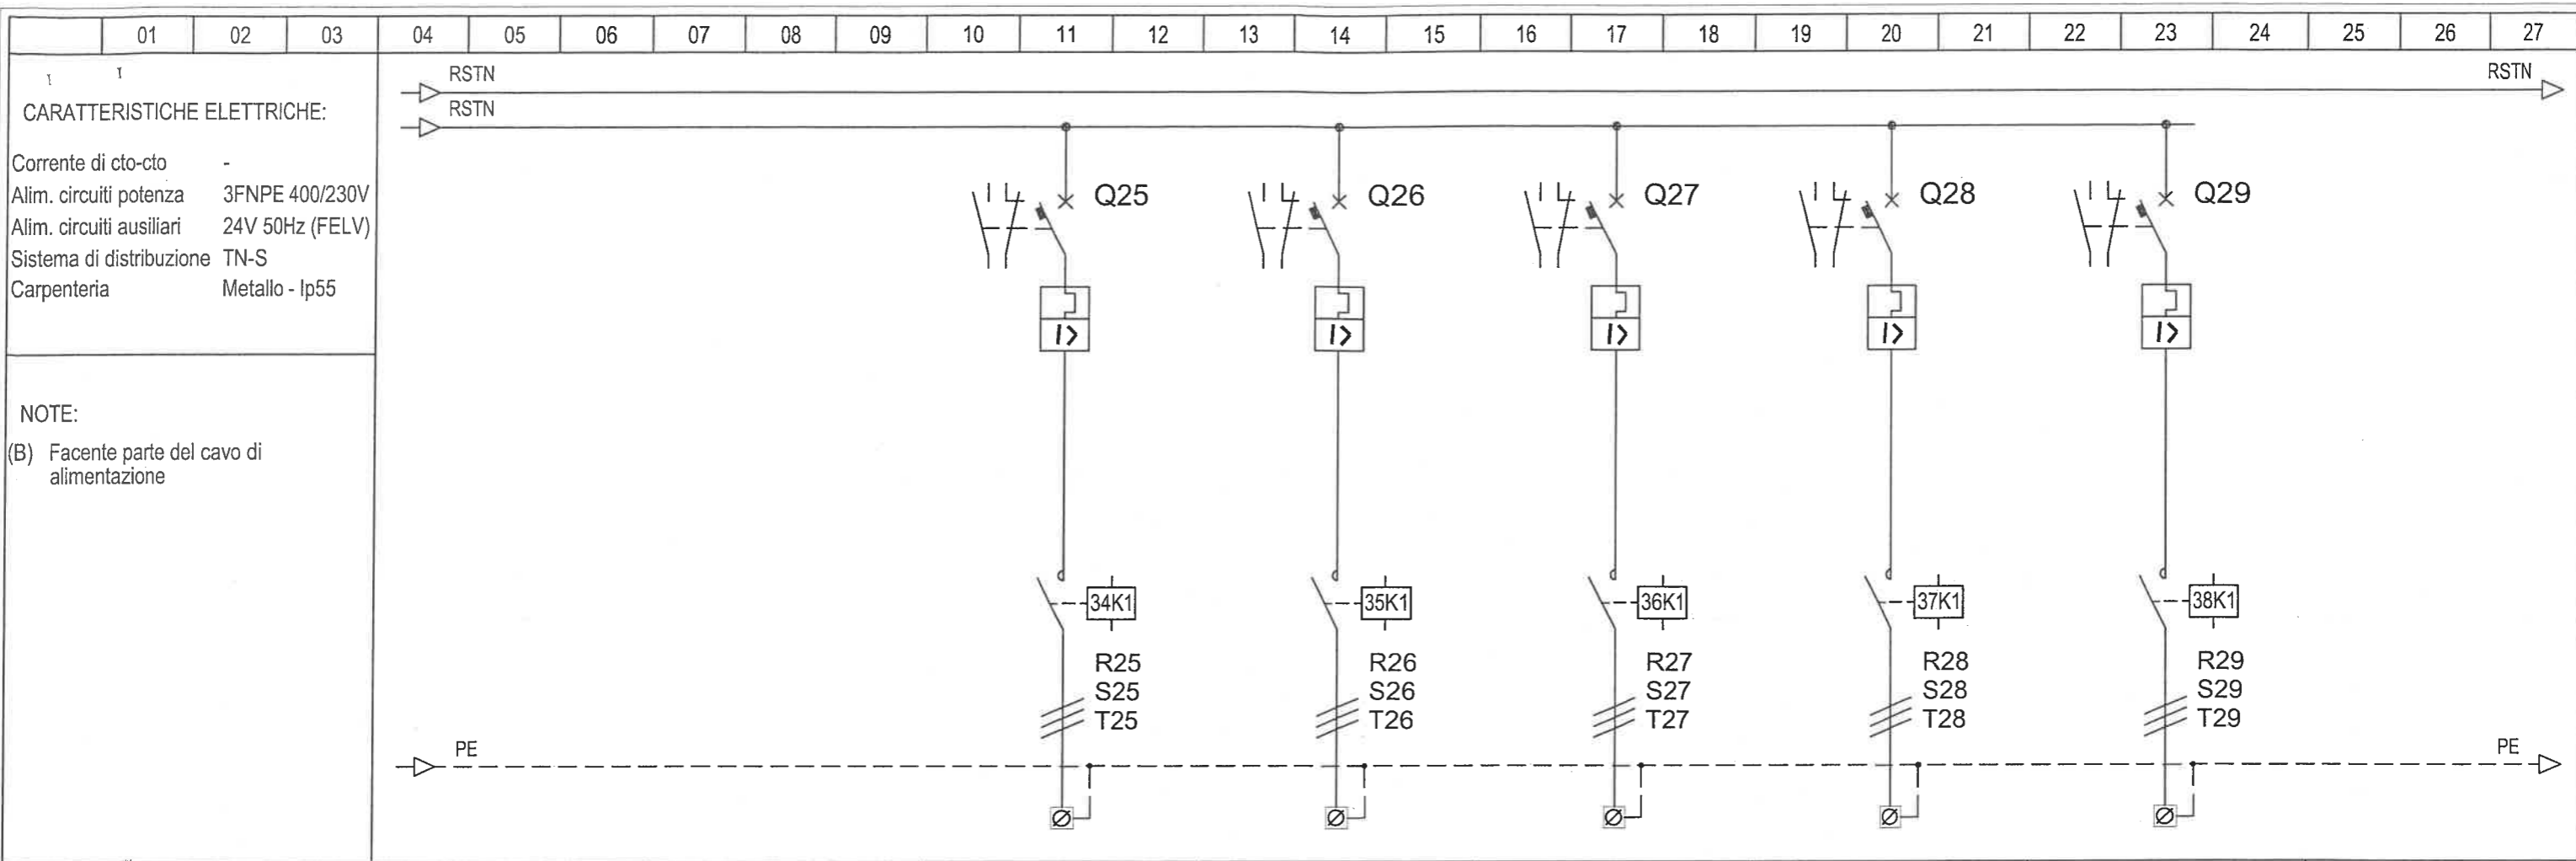 01 02 03 04 05 06 07 08 09 10 11 12 13 14 15 16 17 18 19 20 21 22 23 24 25 26 27
CARATTERISTICHE ELETTRICHE:
Corrente di cto-cto -
Alim. circuiti potenza 3FNPE 400/230V
Alim. circuiti ausiliari 24V 50Hz (FELV)
Sistema di distribuzione TN-S
Carpenteria Metallo - Ip55
NOTE:
(B) Facente parte del cavo di
alimentazione
RSTN RSTN
RSTN
Q25 Q26 Q27 Q28 Q29
I> I> I> I> I>
34K1 35K1 36K1 37K1 38K1
R25 R26 R27 R28 R29
S25 S26 S27 S28 S29
T25 T26 T27 T28 T29
PE PE